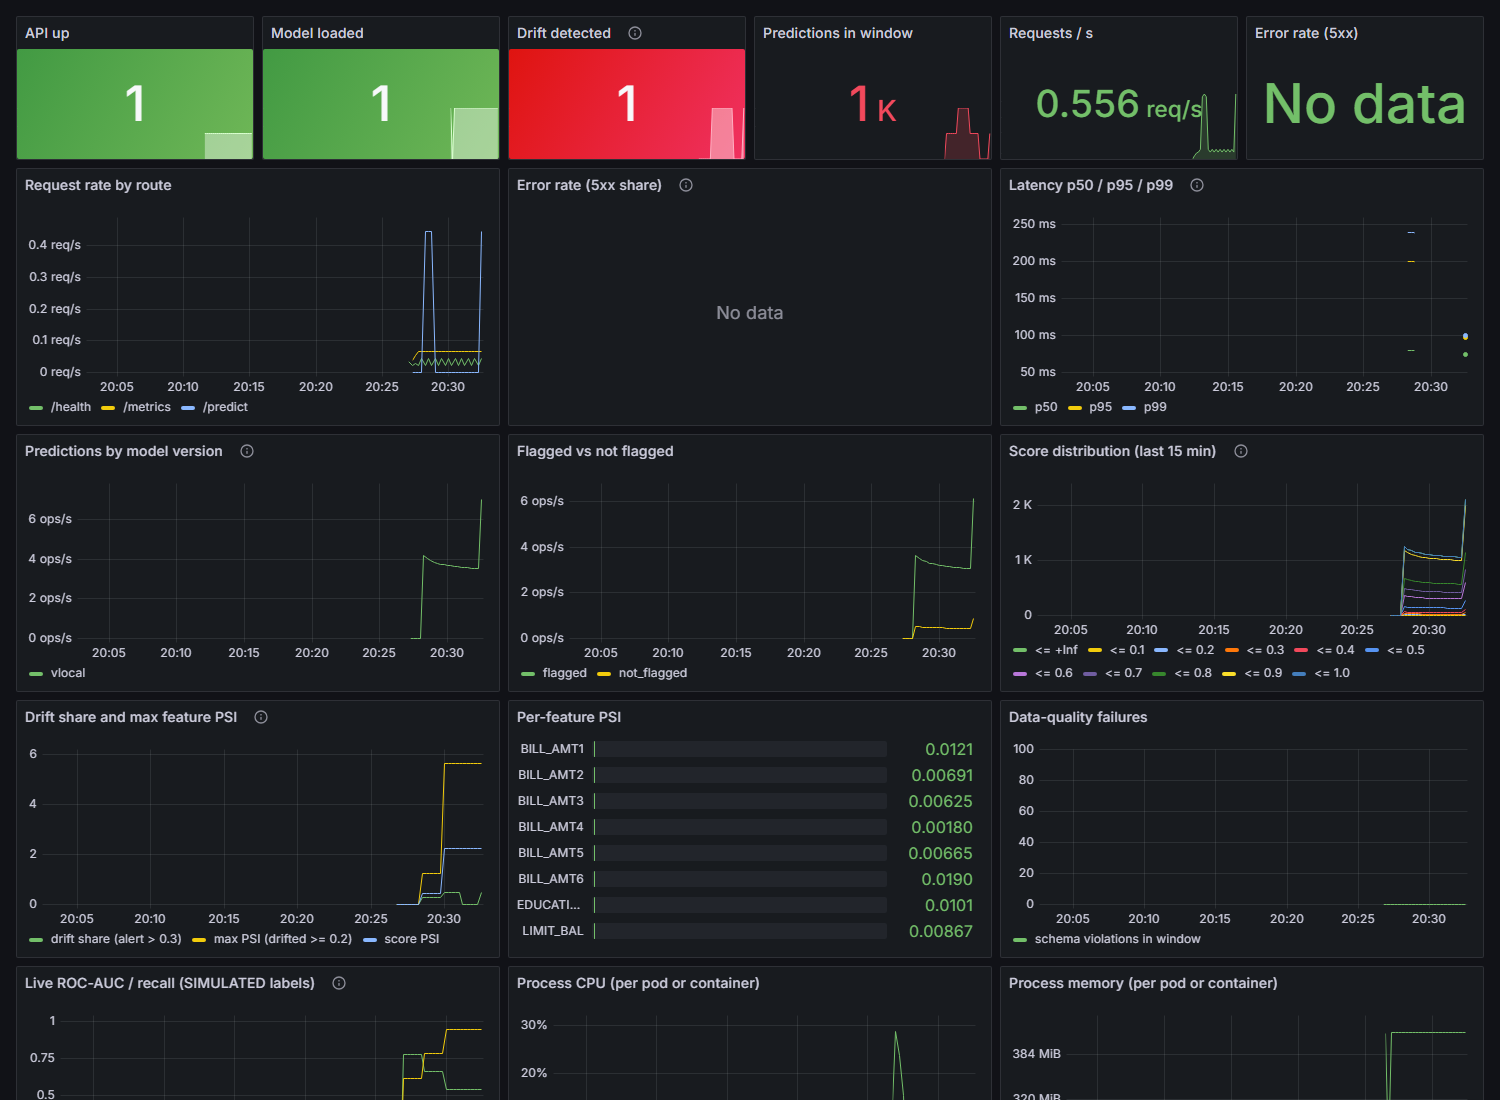 API up
Model loaded
Drift detected
Predictions in window
Requests / s
Error rate (5xx)
1
1
1
1 K
0.556 req/s
No data
Request rate by route
0.4 req/s
0.3 req/s
0.2 req/s
0.1 req/s
0 req/s
20:05 20:10 20:15 20:20 20:25 20:30
/health /metrics /predict
Error rate (5xx share)
No data
Latency p50 / p95 / p99
250 ms
200 ms
150 ms
100 ms
50 ms
20:05 20:10 20:15 20:20 20:25 20:30
p50 p95 p99
Predictions by model version
6 ops/s
4 ops/s
2 ops/s
0 ops/s
20:05 20:10 20:15 20:20 20:25 20:30
vlocal
Flagged vs not flagged
6 ops/s
4 ops/s
2 ops/s
0 ops/s
20:05 20:10 20:15 20:20 20:25 20:30
flagged not_flagged
Score distribution (last 15 min)
2 K
1 K
0
20:05 20:10 20:15 20:20 20:25 20:30
<= +Inf <= 0.1 <= 0.2 <= 0.3 <= 0.4 <= 0.5
<= 0.6 <= 0.7 <= 0.8 <= 0.9 <= 1.0
Drift share and max feature PSI
6
4
2
0
20:05 20:10 20:15 20:20 20:25 20:30
drift share (alert > 0.3) max PSI (drifted >= 0.2) score PSI
Per-feature PSI
BILL_AMT1 0.0121
BILL_AMT2 0.00691
BILL_AMT3 0.00625
BILL_AMT4 0.00180
BILL_AMT5 0.00665
BILL_AMT6 0.0190
EDUCATI... 0.0101
LIMIT_BAL 0.00867
Data-quality failures
100
80
60
40
20
0
20:05 20:10 20:15 20:20 20:25 20:30
schema violations in window
Live ROC-AUC / recall (SIMULATED labels)
1
0.75
0.5
Process CPU (per pod or container)
30%
20%
Process memory (per pod or container)
384 MiB
320 MiB